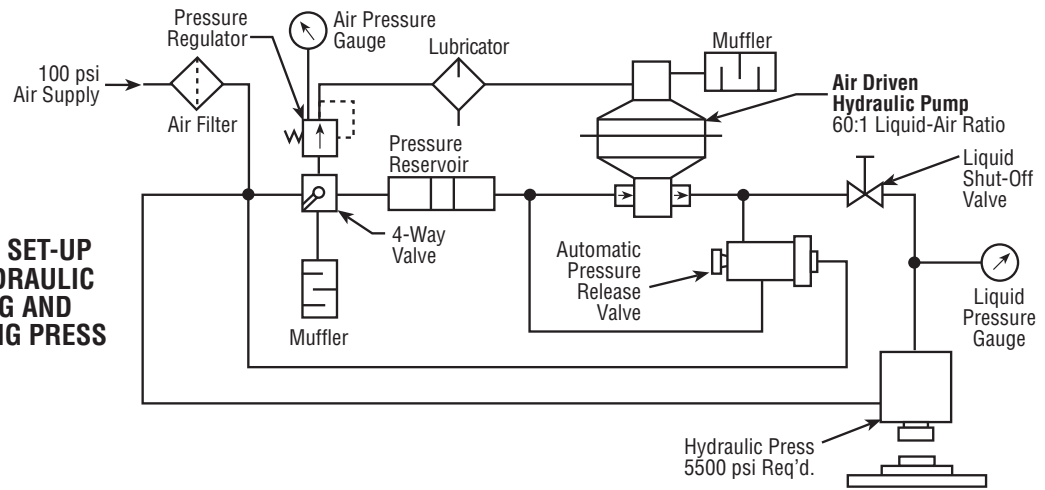 Pressure
Regulator
Air Pressure
Gauge
Lubricator
Muffler
100 psi
Air Supply
Air Filter
Air Driven
Hydraulic Pump
60:1 Liquid-Air Ratio
Pressure
Reservoir
Liquid
Shut-Off
Valve
4-Way
Valve
SET-UP
G AND
Automatic
Pressure
Release
Valve
Muffler
PRESS
Liquid
Pressure
Gauge
Hydraulic Press
5500 psi Req'd.